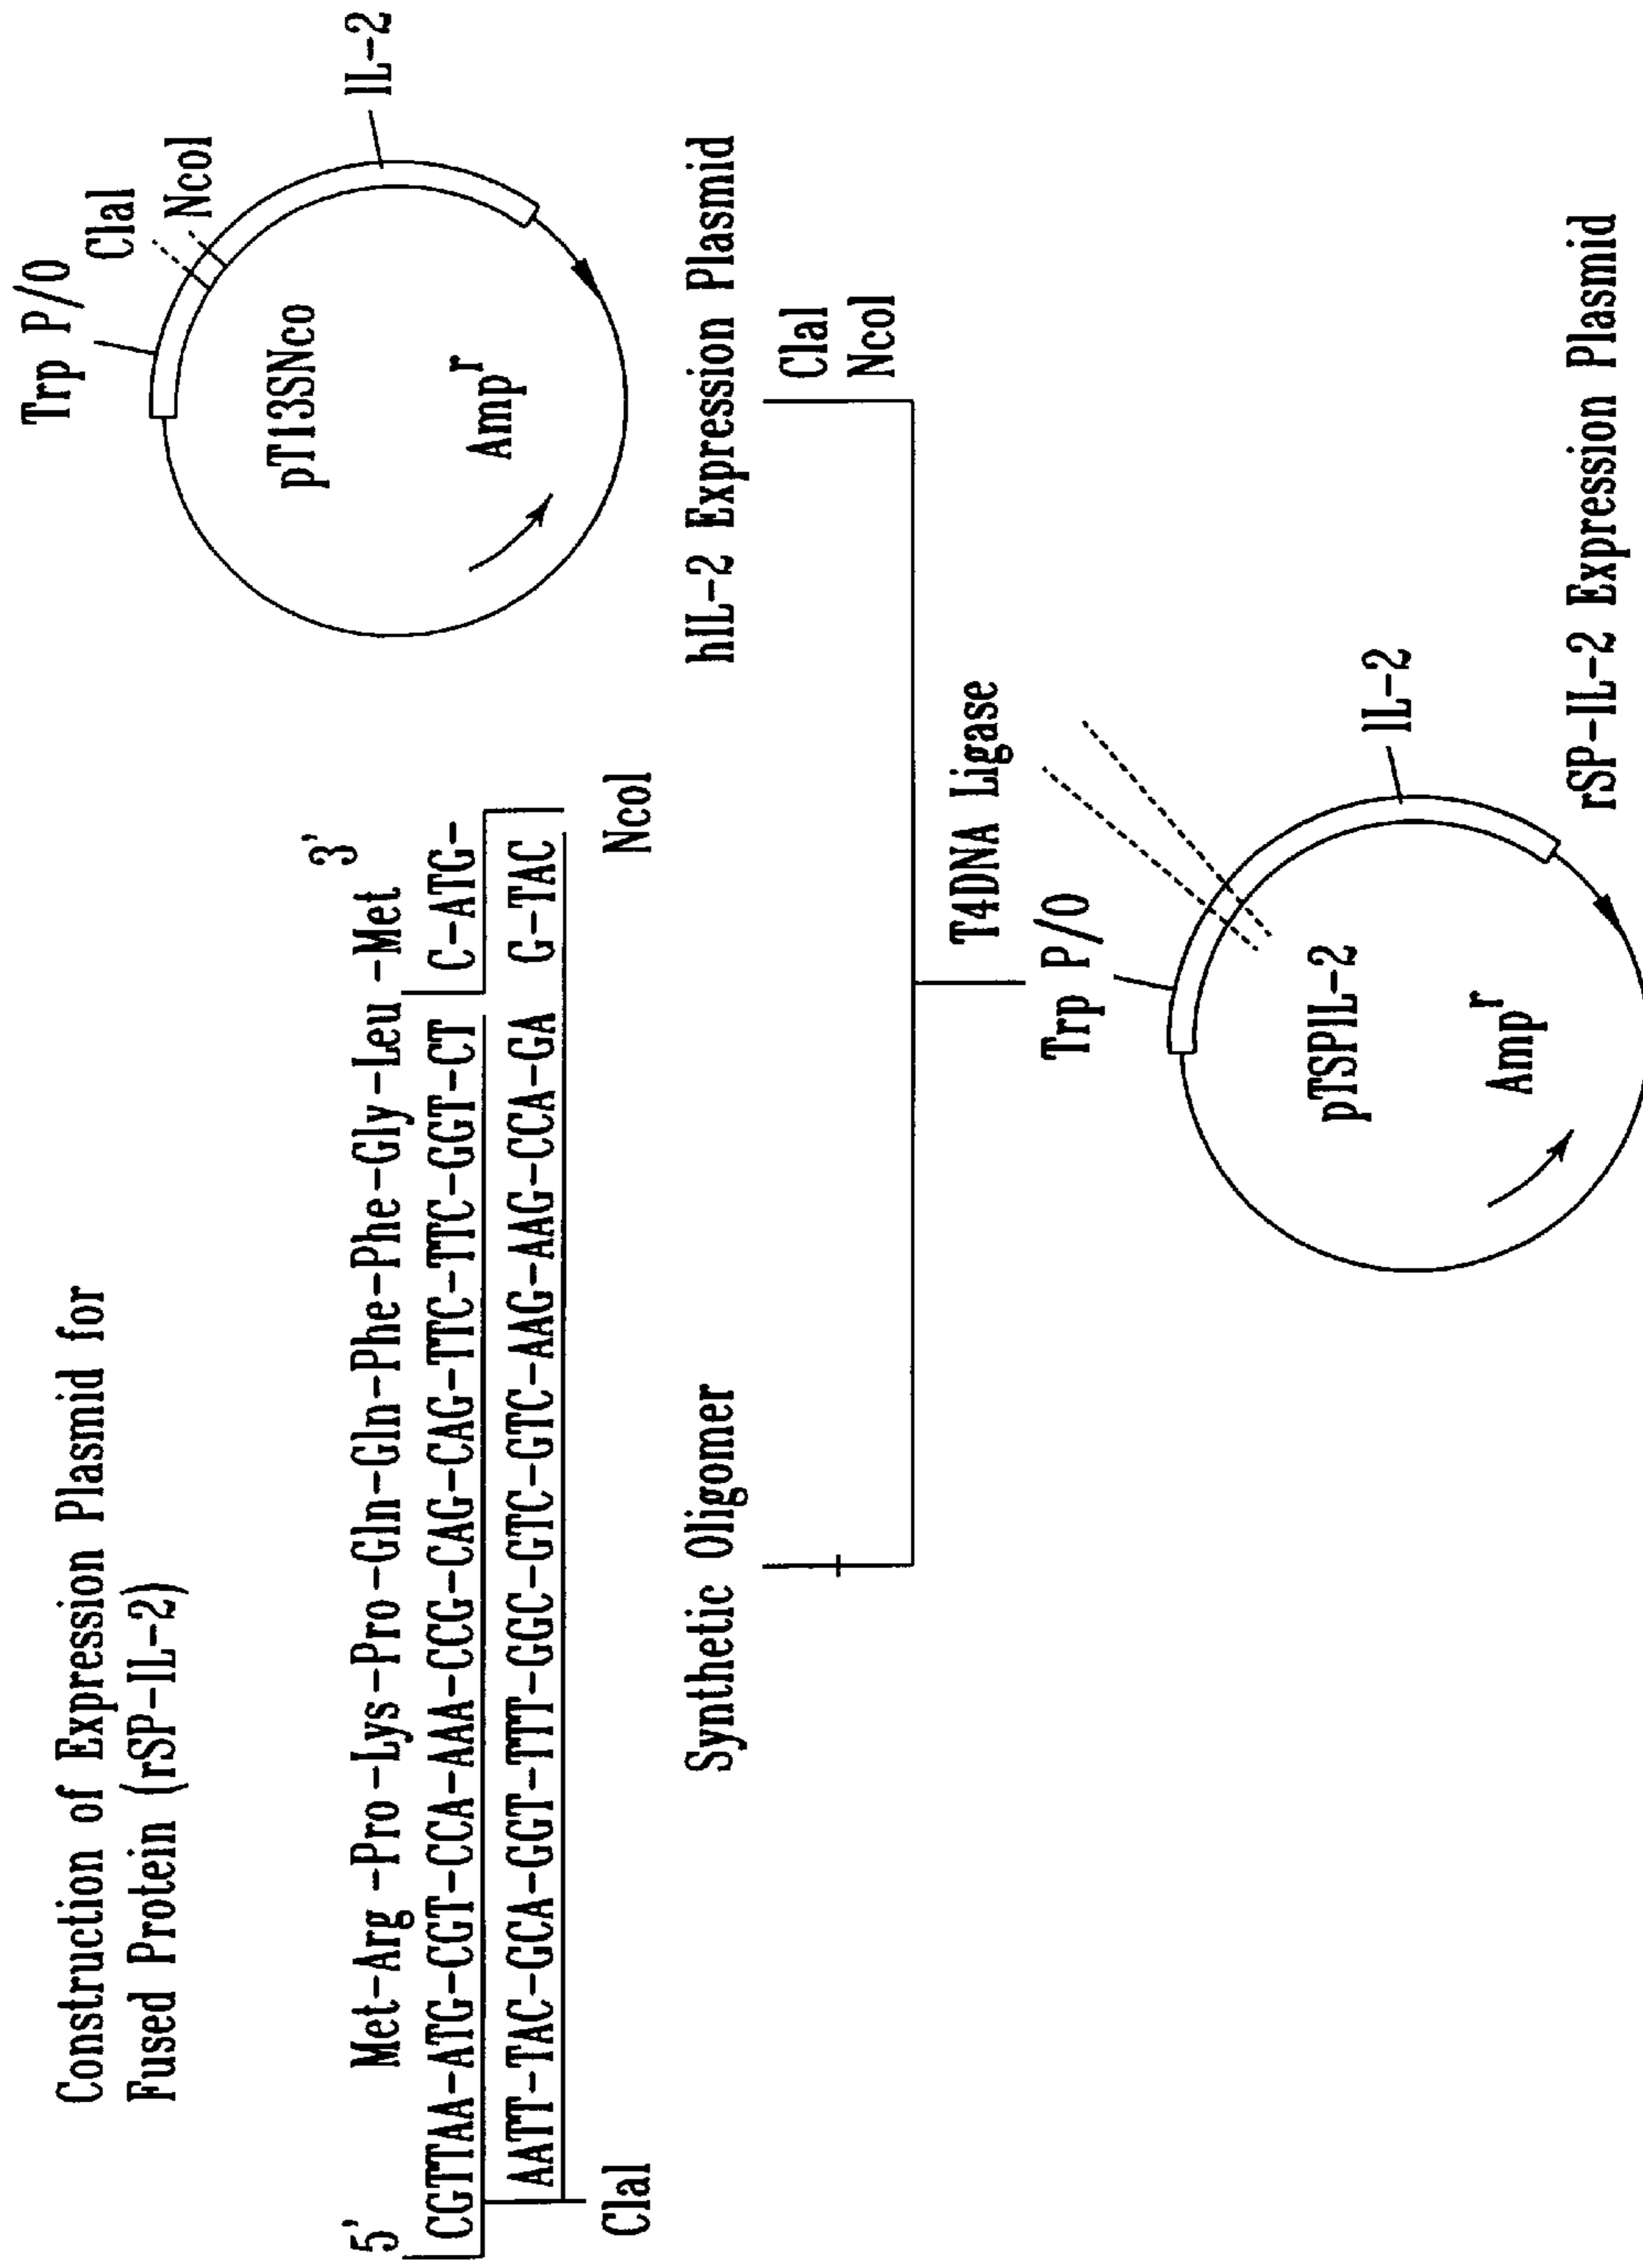 Construction of Expression Plasmid for
Fused Protein (rSP-IL-2)
5' Met-Arg-Pro-Lys-Pro-Gln-Gln-Phe-Phe-Gly-Leu-Met 3'
CGTTAA-ATG-CGT-CCA-AAA-CCG-CAG-CAG-TTC-TTC-GGT-CT C-ATG-
AATT-TAC-GCA-GGT-TTT-GGC-GTC-GTC-AAG-AAG-CCA-GA G-TAC
ClaI NcoI
Synthetic Oligomer
Trp P/O
ClaI
NcoI
IL-2
pT13SNco
Amp^r
hIL-2 Expression Plasmid
ClaI
NcoI
T4DNA Ligase
Trp P/O
IL-2
pTSPIL-2
Amp^r
rSP-IL-2 Expression Plasmid